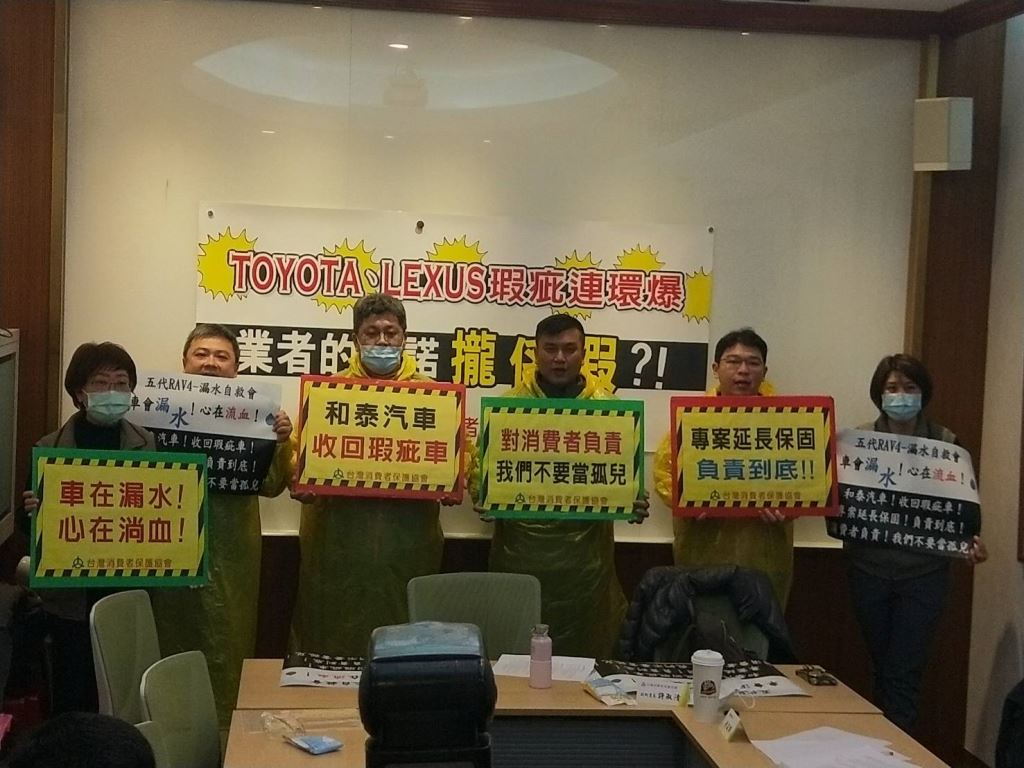 TOYOTA、LEXUS瑕疵連環爆
業者的 諾攏 假?!
者
車在漏水!
心在淌血!
台灣消費者保護協會
五代RAV4-漏水自救會
車會漏水!心在流血!
汽車!收回瑕疵車!
負責到底!
不要當孤兒
和泰汽車
收回瑕疵車
台灣消費者保護協會
對消費者負責
我們不要當孤兒
台灣消費者保護協會
專案延長保固
負責到底!!
台灣消費者保護協會
五代RAV4-漏水自救會
車會漏水!心在流血!
和泰汽車!收回瑕疵車!
專案延長保固!負責到底!
費者負責!我們不要當孤兒